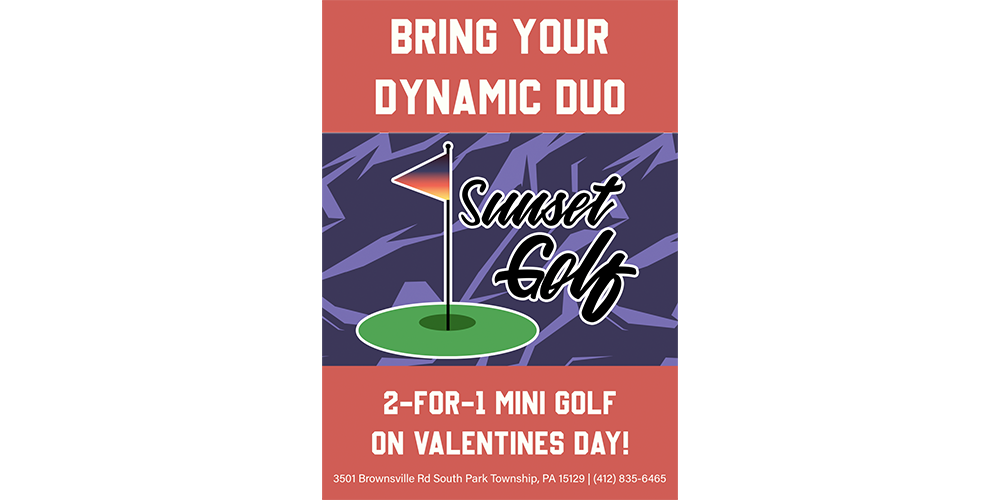 BRING YOUR
DYNAMIC DUO
Sunset
Golf
2-FOR-1 MINI GOLF
ON VALENTINES DAY!
3501 Brownsville Rd South Park Township, PA 15129 | (412) 835-6465